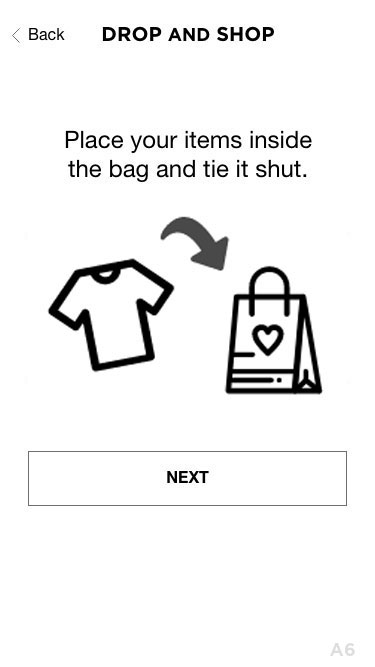 Back
DROP AND SHOP
Place your items inside
the bag and tie it shut.
NEXT
A6